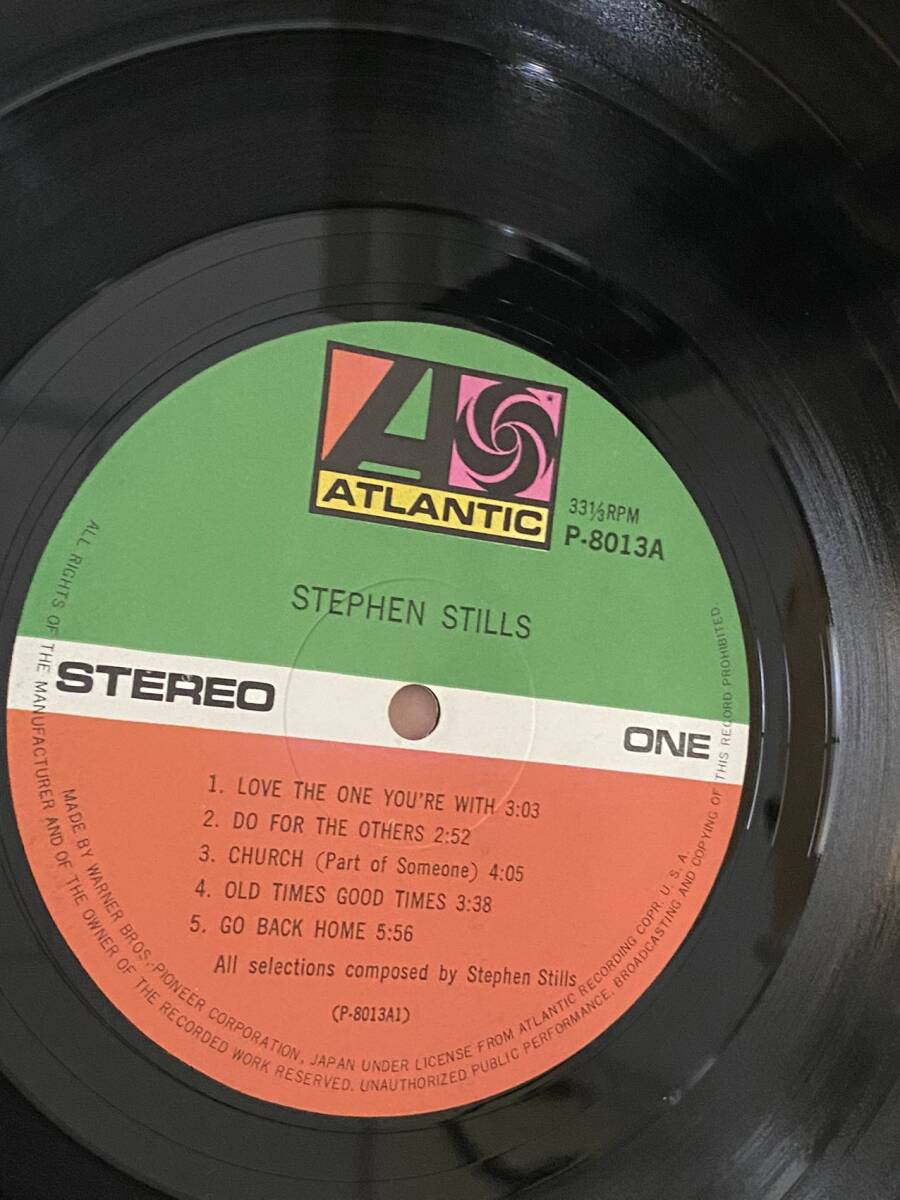 ATLANTIC
33⅓RPM
P-8013A
STEPHEN STILLS
STEREO
ONE
1. LOVE THE ONE YOU'RE WITH 3:03
2. DO FOR THE OTHERS 2:52
3. CHURCH (Part of Someone) 4:05
4. OLD TIMES GOOD TIMES 3:38
5. GO BACK HOME 5:56
All selections composed by Stephen Stills
(P-8013A1)
MADE BY WARNER BROS.-PIONEER CORPORATION, JAPAN UNDER LICENSE FROM ATLANTIC RECORDING COPR. U. S. A.
ALL RIGHTS OF THE MANUFACTURER AND OF THE OWNER OF THE RECORDED WORK RESERVED. UNAUTHORIZED PUBLIC PERFORMANCE, BROADCASTING AND COPYING OF THIS RECORD PROHIBITED